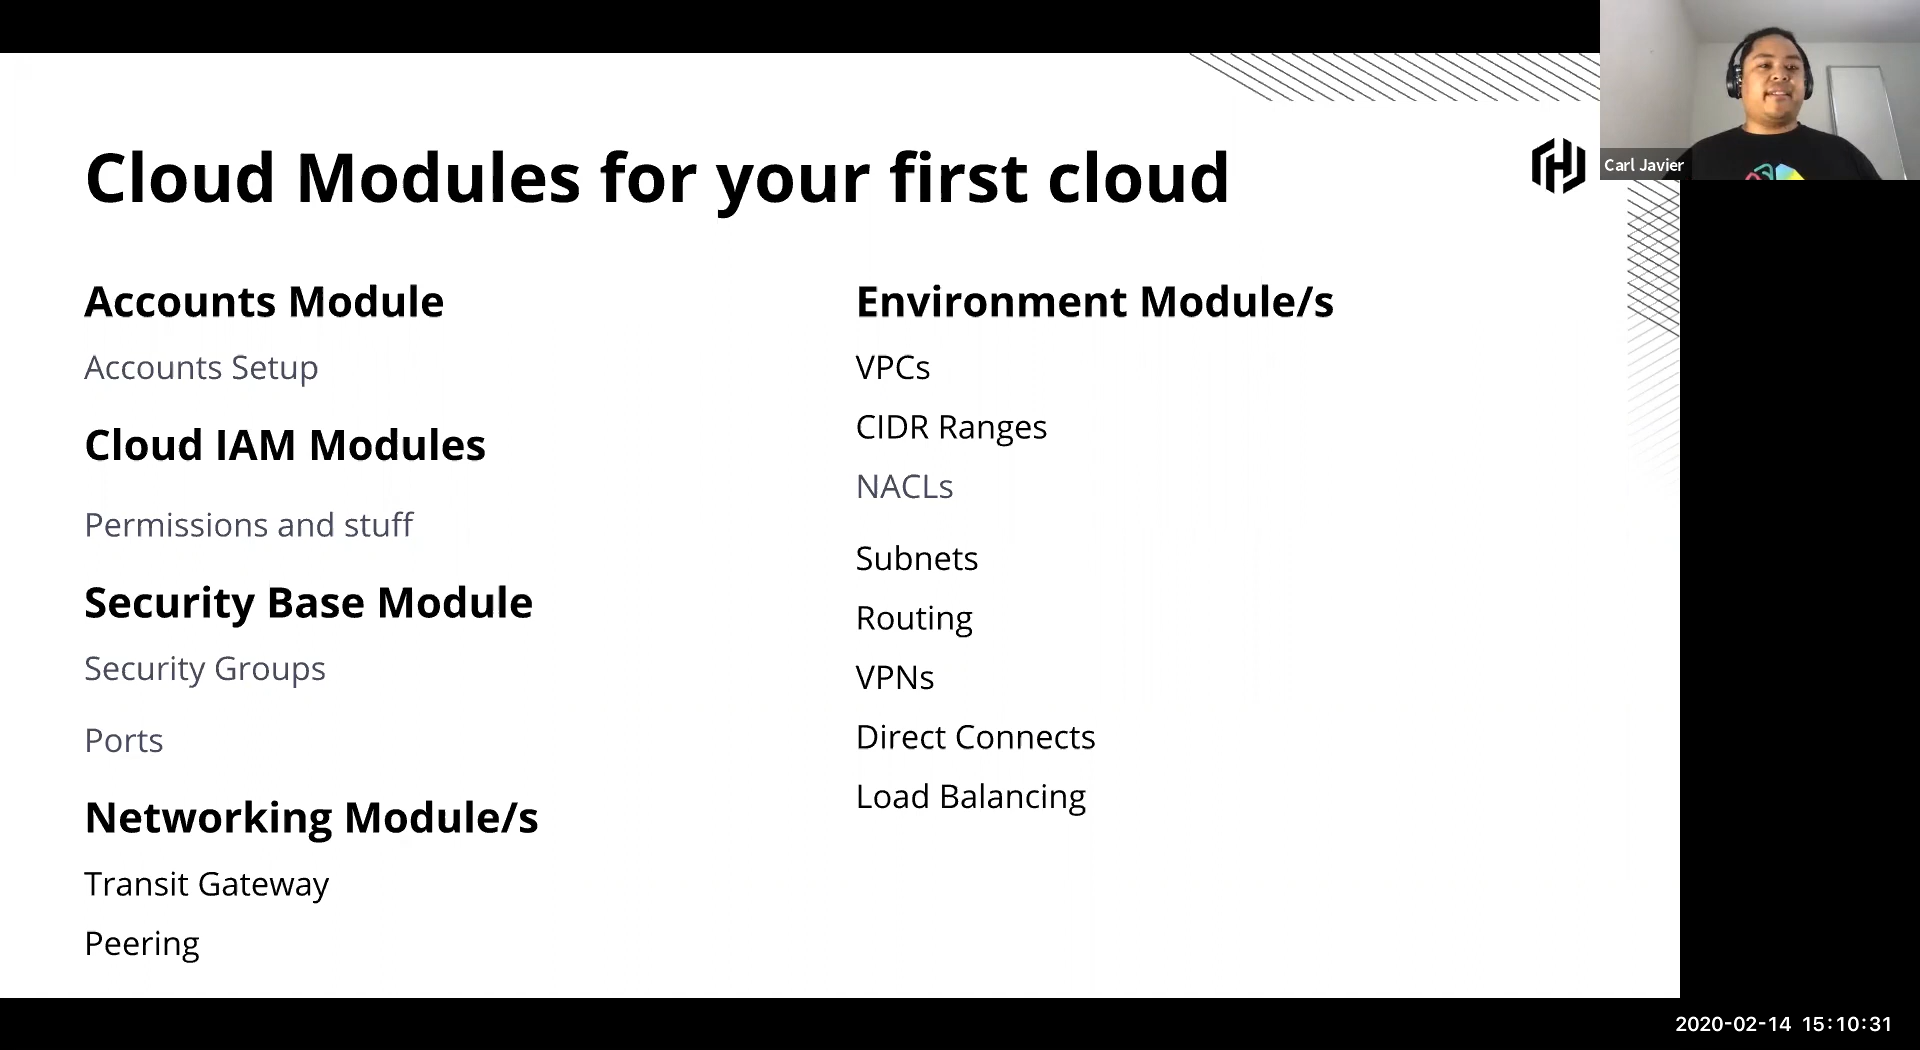 Cloud Modules for your first cloud
Accounts Module
Accounts Setup
Cloud IAM Modules
Permissions and stuff
Security Base Module
Security Groups
Ports
Networking Module/s
Transit Gateway
Peering
Environment Module/s
VPCs
CIDR Ranges
NACLs
Subnets
Routing
VPNs
Direct Connects
Load Balancing
Carl Javier
2020-02-14 15:10:31